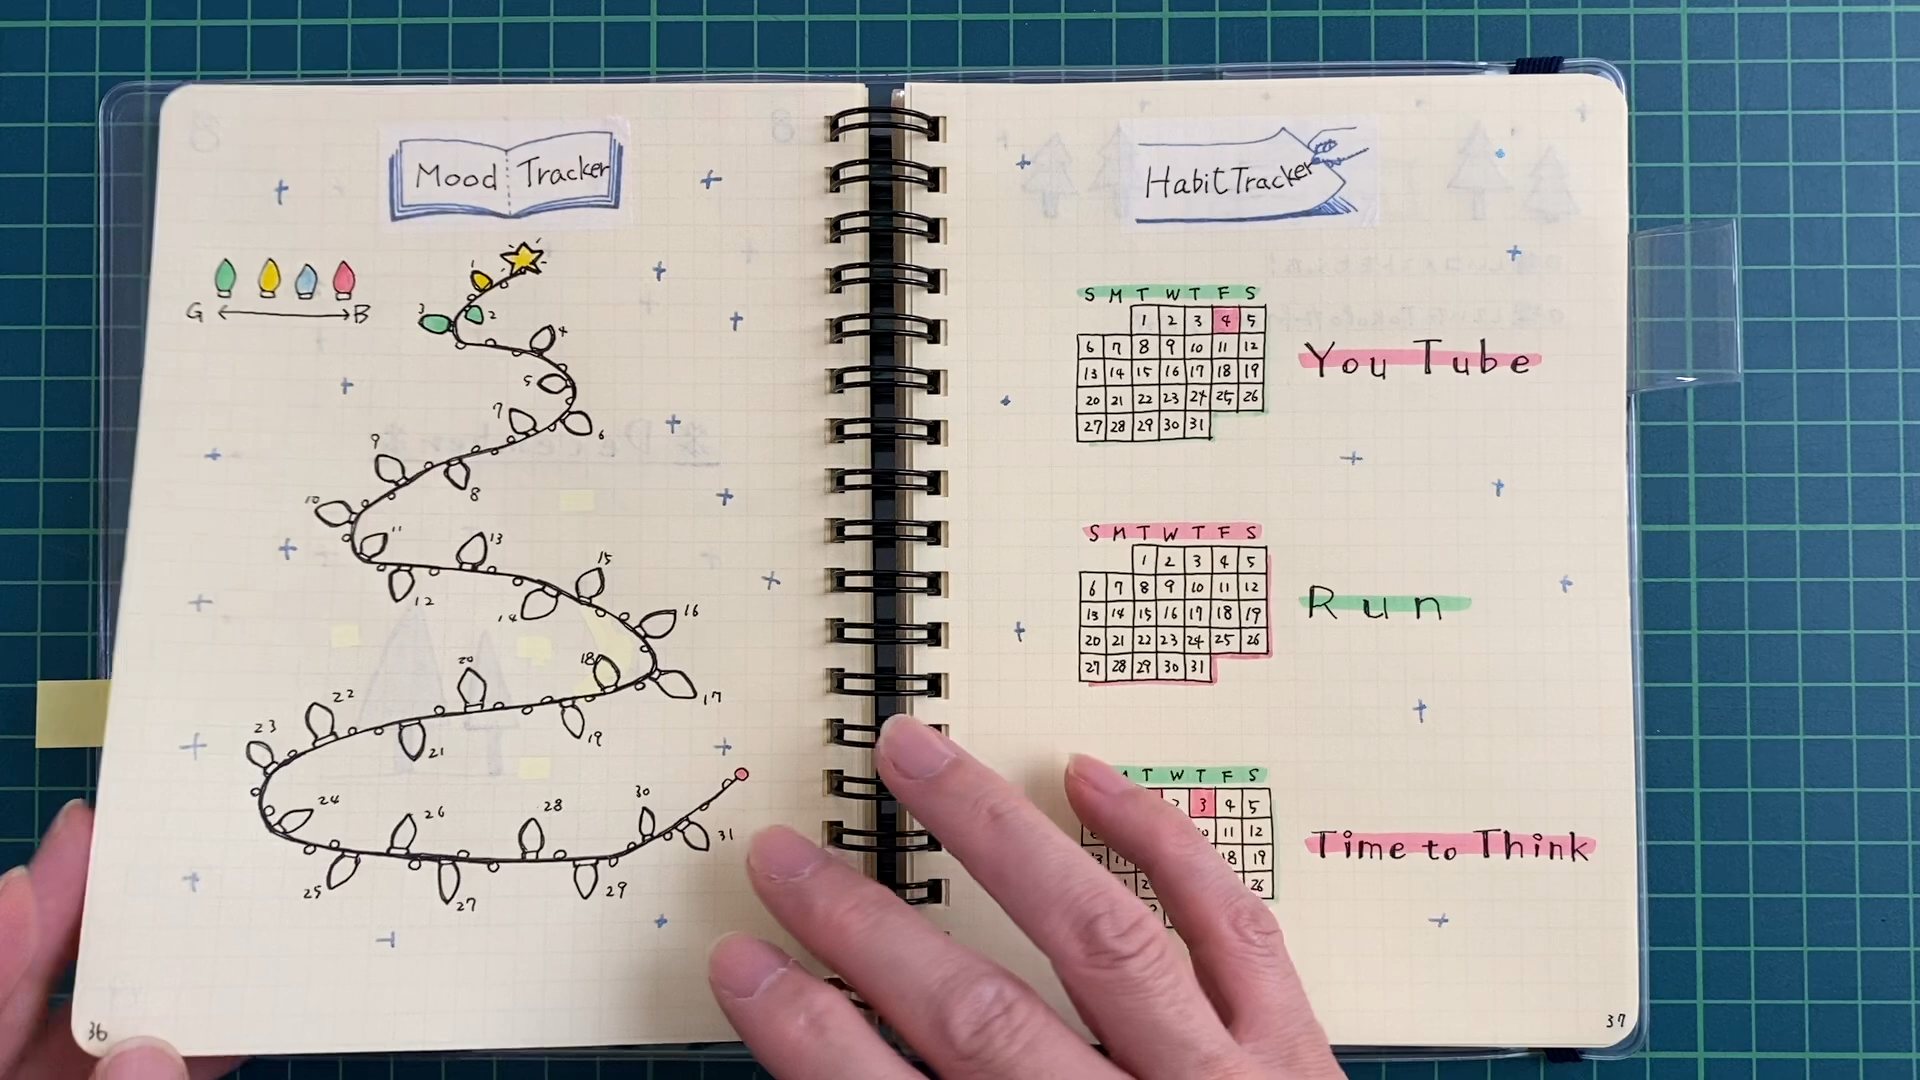 Mood Tracker
G B
1
2
3
4
5
6
7
8
9
10
11
12
13
14
15
16
17
18
19
20
21
22
23
24
25
26
27
28
29
30
31
36
Habit Tracker
S M T W T F S
1 2 3 4 5
6 7 8 9 10 11 12
13 14 15 16 17 18 19
20 21 22 23 24 25 26
27 28 29 30 31
You Tube
S M T W T F S
1 2 3 4 5
6 7 8 9 10 11 12
13 14 15 16 17 18 19
20 21 22 23 24 25 26
27 28 29 30 31
Run
T W T F S
2 3 4 5
11 12
18 19
26
Time to Think
37